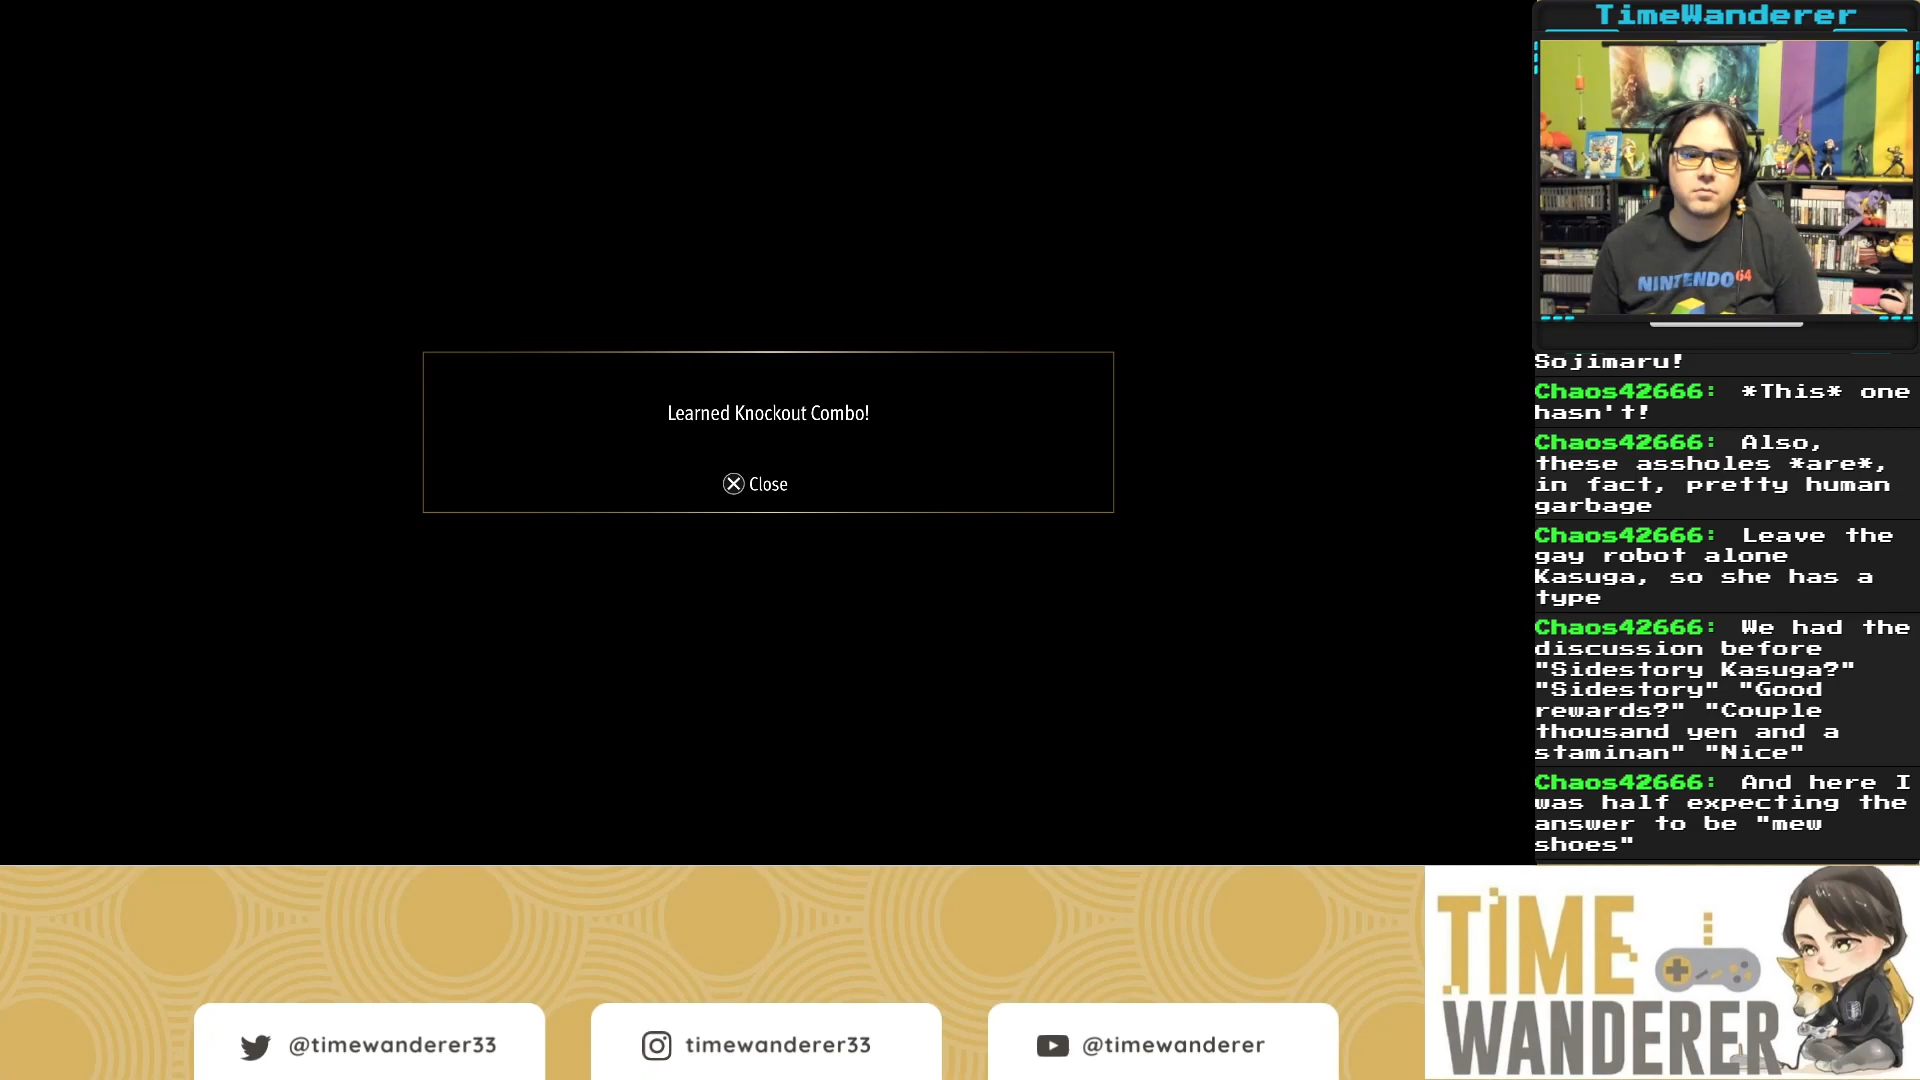 TimeWanderer
NINTENDO 64
Learned Knockout Combo!
Close
Sojimaru!
Chaos42666: *This* one
hasn't!
Chaos42666: Also,
these assholes *are*,
in fact, pretty human
garbage
Chaos42666: Leave the
gay robot alone
Kasuga, so she has a
type
Chaos42666: We had the
discussion before
"Sidestory Kasuga?"
"Sidestory" "Good
rewards?" "Couple
thousand yen and a
staminan" "Nice"
Chaos42666: And here I
was half expecting the
answer to be "mew
shoes"
@timewanderer33
timewanderer33
@timewanderer
TIME
WANDERER